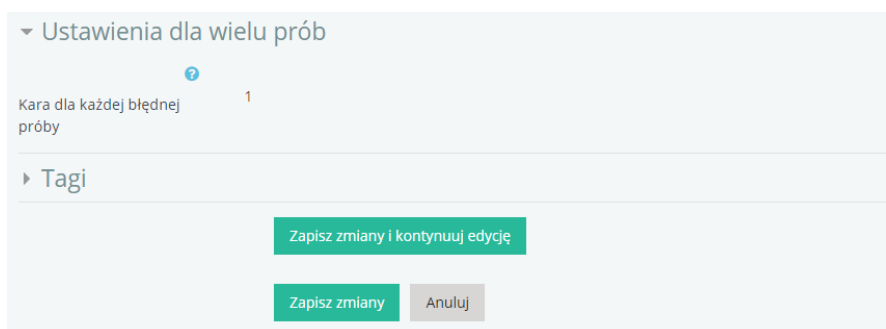 Ustawienia dla wielu prób
Kara dla każdej błędnej
próby
1
Tagi
Zapisz zmiany i kontynuuj edycję
Zapisz zmiany
Anuluj